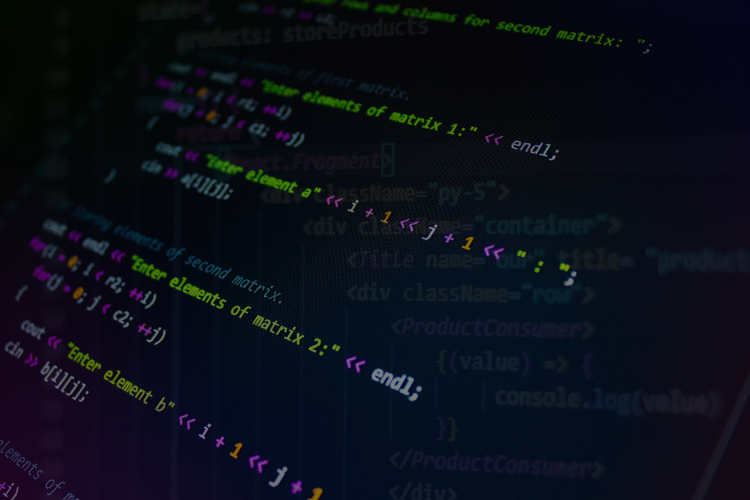 Enter rows and columns for second matrix: ";
elements of first matrix.
cout << endl << "Enter elements of matrix 1:" << endl;
for(i = 0; i < r1; ++i)
for(j = 0; j < c1; ++j)
{
cout << "Enter element a" << i + 1 << j + 1 << " : ";
cin >> a[i][j];
}
Storing elements of second matrix.
cout << endl << "Enter elements of matrix 2:" << endl;
for(i = 0; i < r2; ++i)
for(j = 0; j < c2; ++j)
{
cout << "Enter element b" << i + 1 << j + 1
cin >> b[i][j];
elements of
++i)
products: storeProducts
return
React.Fragment>
<div className="py-5">
<div className="container">
<Title name="our" title= "product
<div className="row">
<ProductConsumer>
{(value) => {
console.log(value)
}}
</ProductConsumer>
</div>